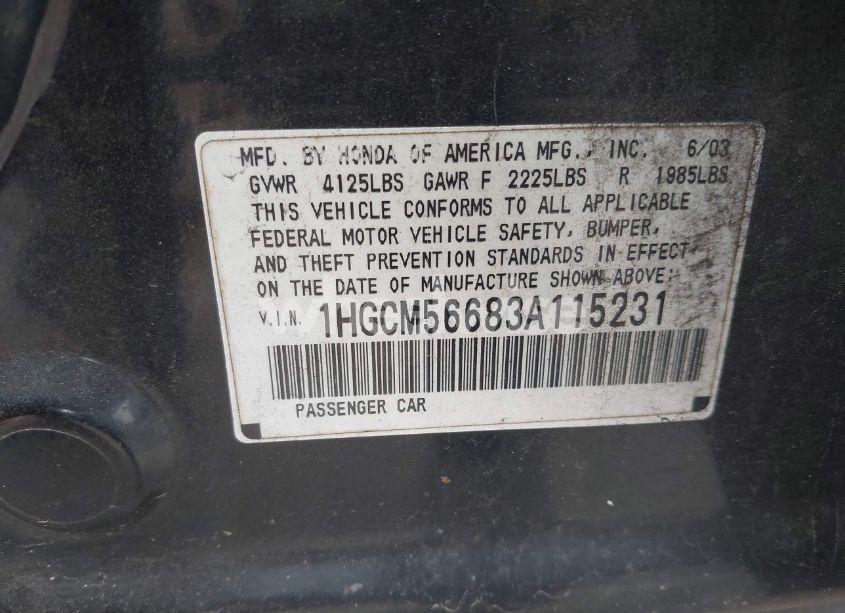 MFD. BY HONDA OF AMERICA MFG., INC. 6/03
GVWR 4125LBS GAWR F 2225LBS R 1985LBS
THIS VEHICLE CONFORMS TO ALL APPLICABLE
FEDERAL MOTOR VEHICLE SAFETY, BUMPER,
AND THEFT PREVENTION STANDARDS IN EFFECT
ON THE DATE OF MANUFACTURE SHOWN ABOVE:
V.I.N. 1HGCM56683A115231
PASSENGER CAR